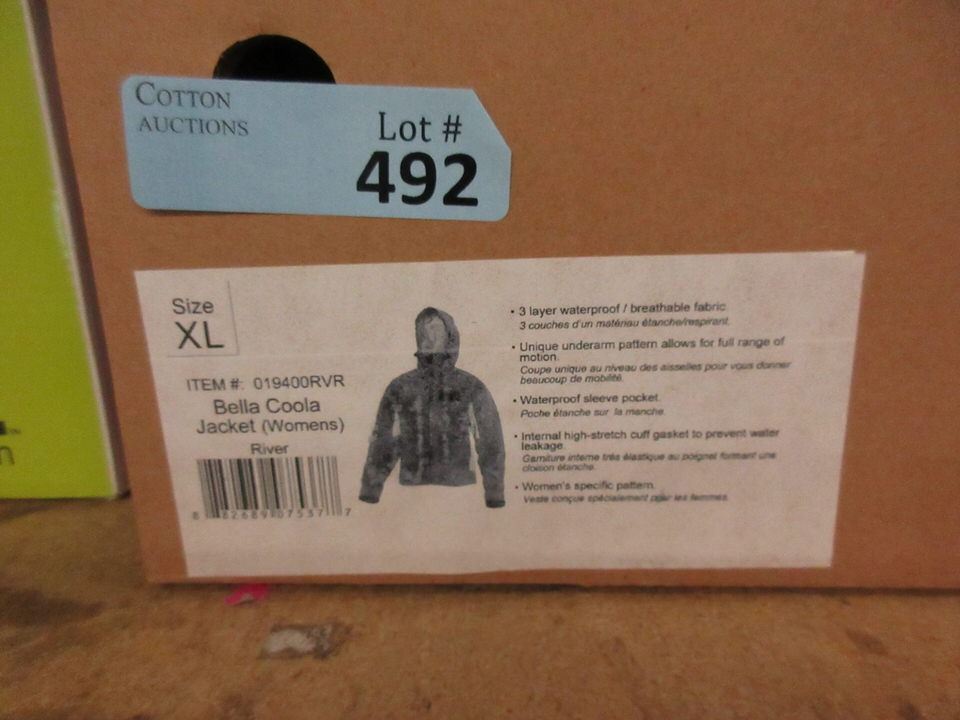 COTTON
AUCTIONS
Lot #
492
Size
XL
ITEM #: 019400RVR
Bella Coola
Jacket (Womens)
River
8 82689 07537 7
• 3 layer waterproof / breathable fabric
3 couches d'un matériau étanche/respirant.
• Unique underarm pattern allows for full range of
motion.
Coupe unique au niveau des aisselles pour vous donner
beaucoup de mobilité.
• Waterproof sleeve pocket.
Poche étanche sur la manche.
• Internal high-stretch cuff gasket to prevent water
leakage.
Garniture interne très élastique au poignet formant une
cloison étanche.
• Women's specific pattern.
Veste conçue spécialement pour les femmes.